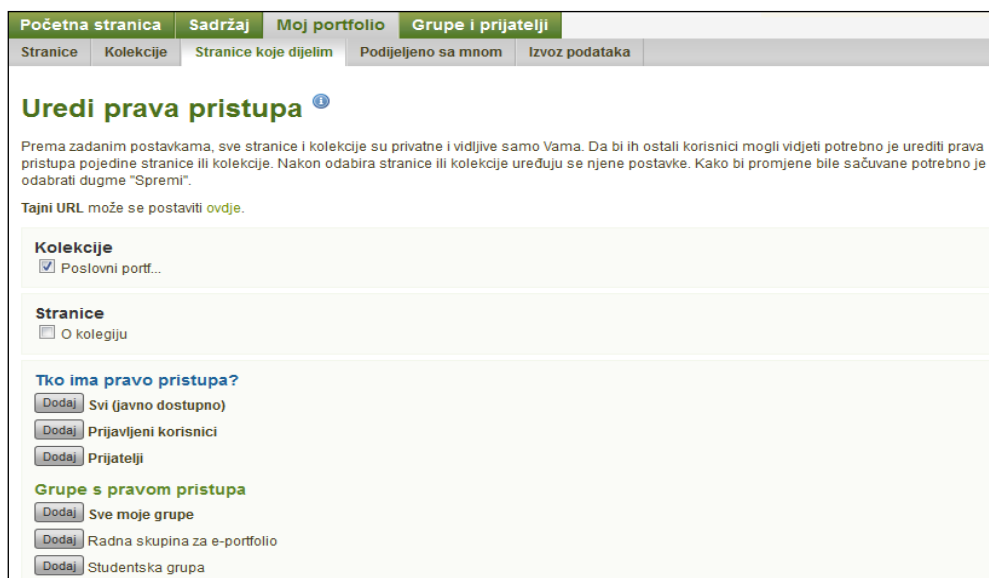 Početna stranica Sadržaj Moj portfolio Grupe i prijatelji
Stranice Kolekcije Stranice koje dijelim Podijeljeno sa mnom Izvoz podataka
Uredi prava pristupa
Prema zadanim postavkama, sve stranice i kolekcije su privatne i vidljive samo Vama. Da bi ih ostali korisnici mogli vidjeti potrebno je urediti prava
pristupa pojedine stranice ili kolekcije. Nakon odabira stranice ili kolekcije uređuju se njene postavke. Kako bi promjene bile sačuvane potrebno je
odabrati dugme "Spremi".
Tajni URL može se postaviti ovdje.
Kolekcije
Poslovni portf...
Stranice
O kolegiju
Tko ima pravo pristupa?
Dodaj Svi (javno dostupno)
Dodaj Prijavljeni korisnici
Dodaj Prijatelji
Grupe s pravom pristupa
Dodaj Sve moje grupe
Dodaj Radna skupina za e-portfolio
Dodaj Studentska grupa